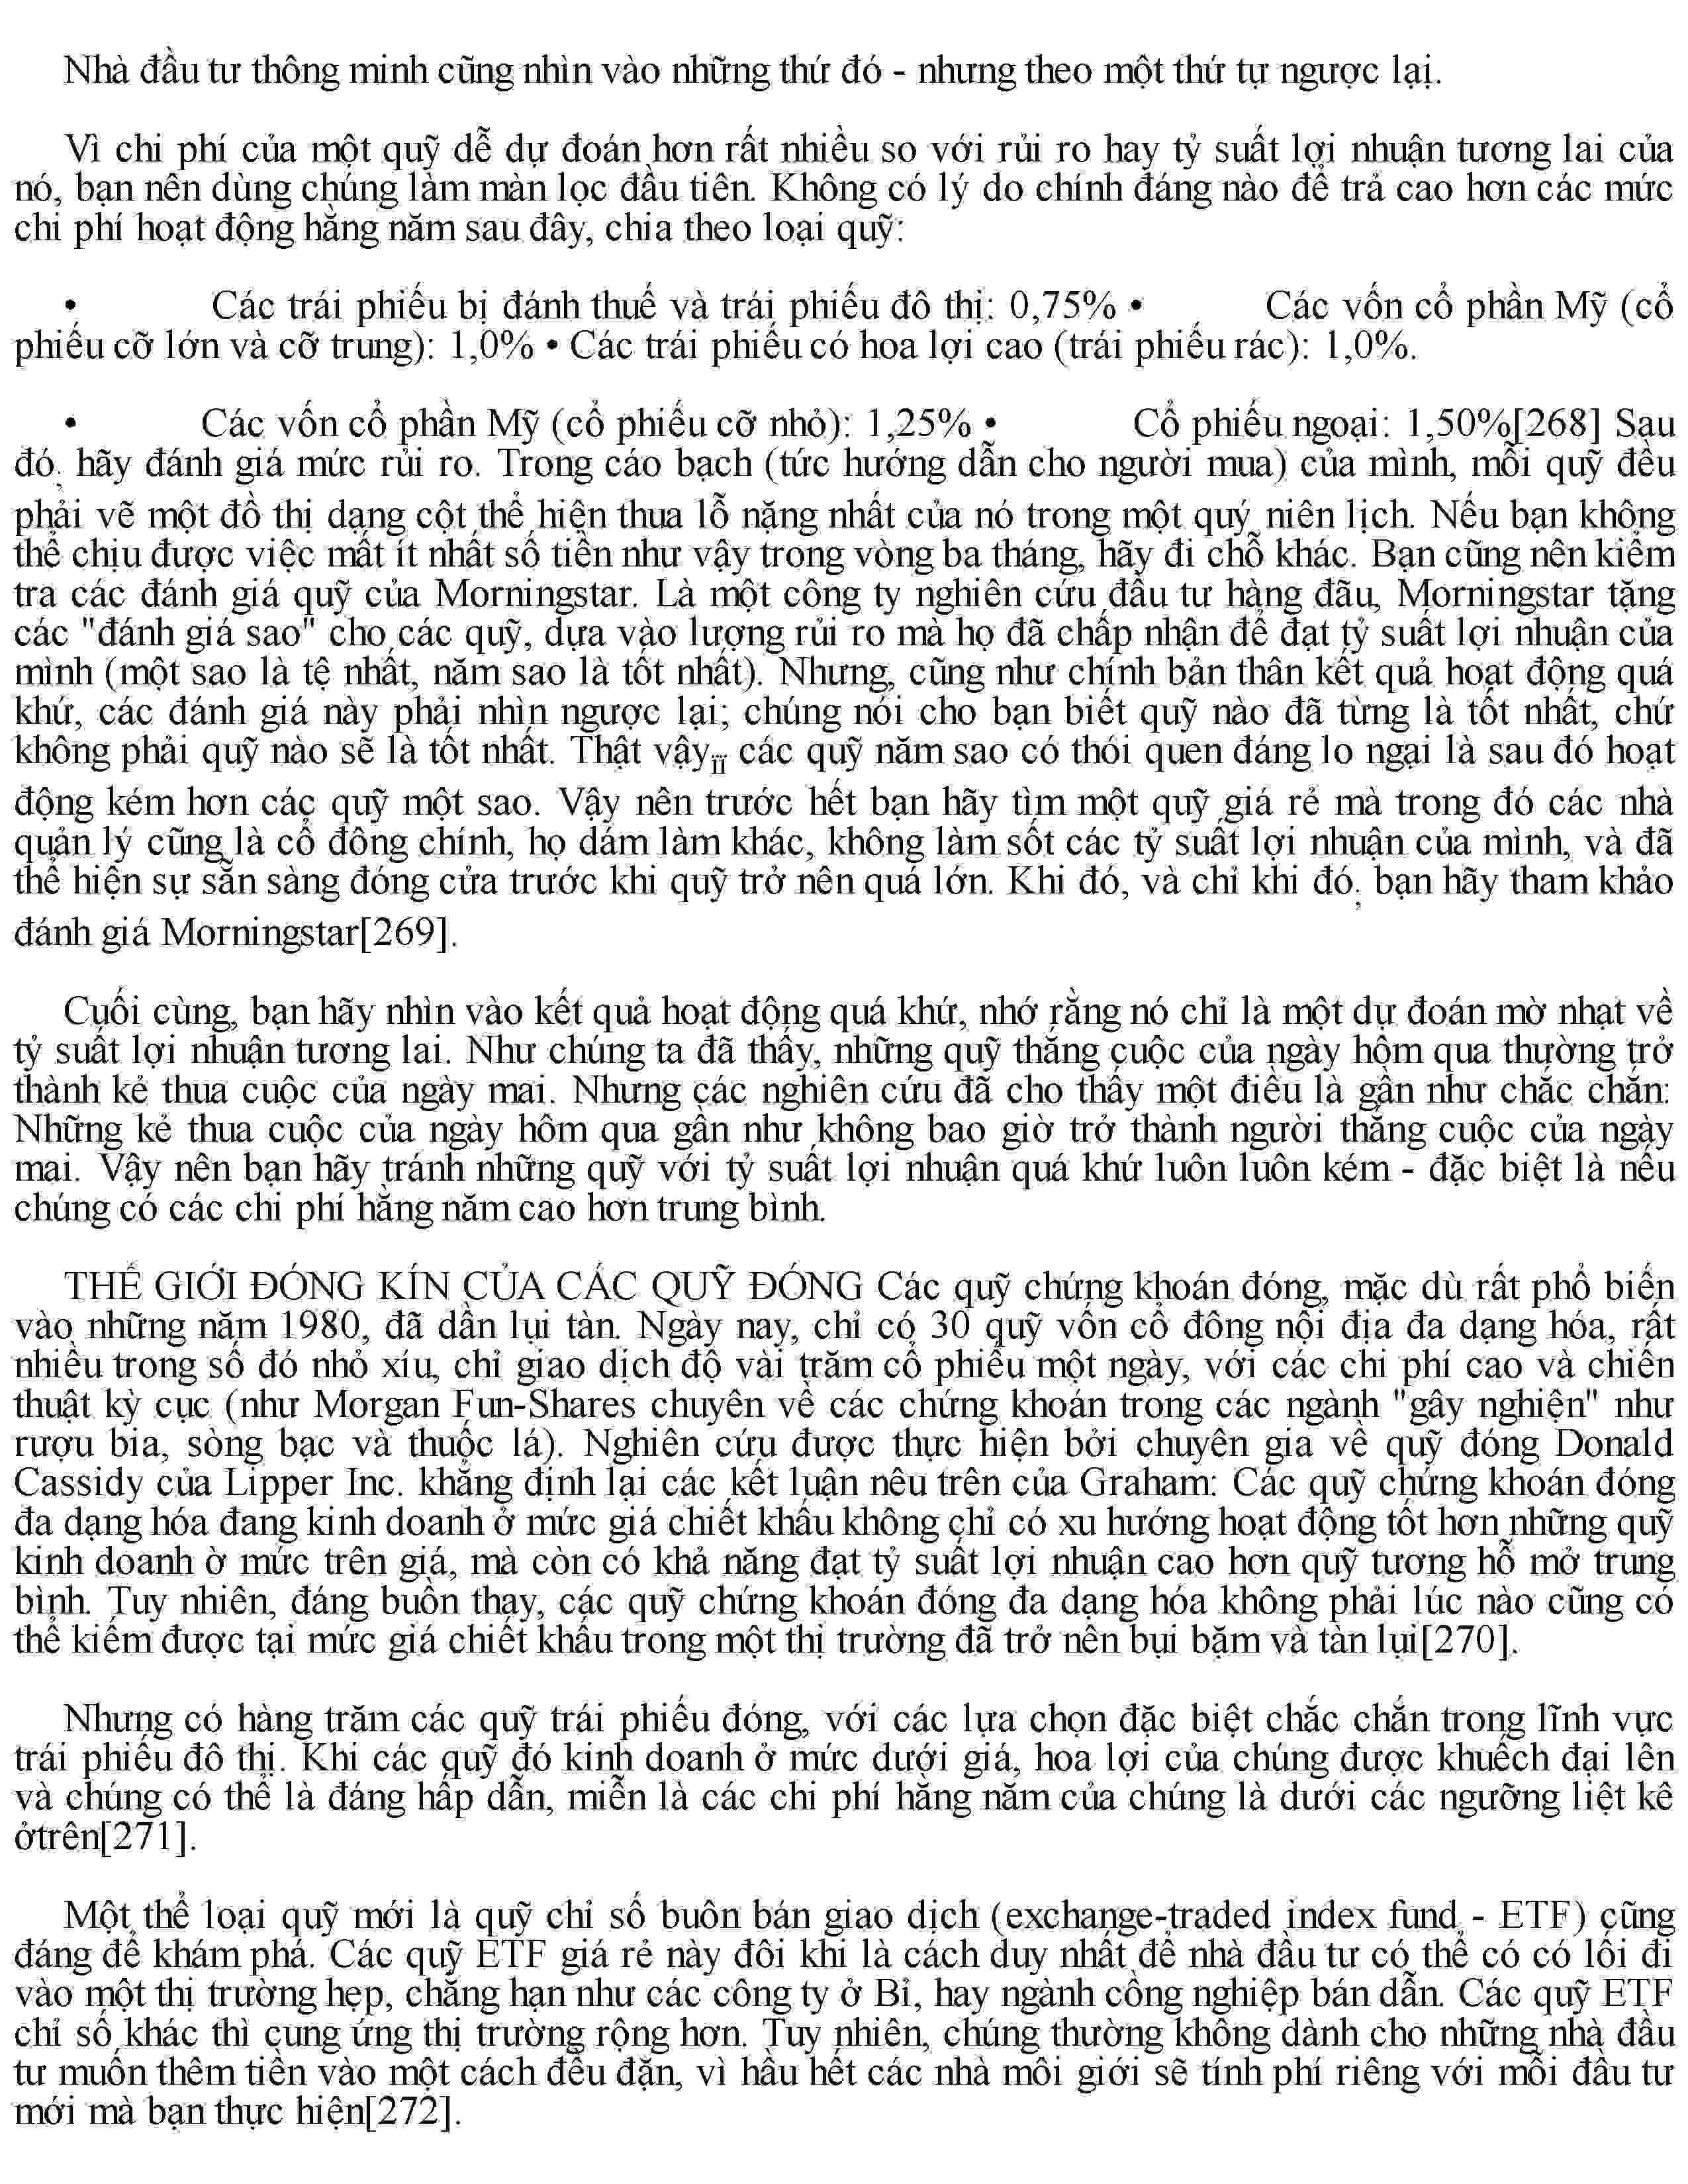 Nhà đầu tư thông minh cũng nhìn vào những thứ đó - nhưng theo một thứ tự ngược lại.
Vì chi phí của một quỹ dễ dự đoán hơn rất nhiều so với rủi ro hay tỷ suất lợi nhuận tương lai của
nó, bạn nên dùng chúng làm màn lọc đầu tiên. Không có lý do chính đáng nào để trả cao hơn các mức
chi phí hoạt động hằng năm sau đây, chia theo loại quỹ:
• Các trái phiếu bị đánh thuế và trái phiếu đô thị: 0,75% • Các vốn cổ phần Mỹ (cổ
phiếu cỡ lớn và cỡ trung): 1,0% • Các trái phiếu có hoa lợi cao (trái phiếu rác): 1,0%.
• Các vốn cổ phần Mỹ (cổ phiếu cỡ nhỏ): 1,25% • Cổ phiếu ngoại: 1,50%[268] Sau
đó, hãy đánh giá mức rủi ro. Trong cáo bạch (tức hướng dẫn cho người mua) của mình, mỗi quỹ đều
phải vẽ một đồ thị dạng cột thể hiện thua lỗ nặng nhất của nó trong một quý niên lịch. Nếu bạn không
thể chịu được việc mất ít nhất số tiền như vậy trong vòng ba tháng, hãy đi chỗ khác. Bạn cũng nên kiểm
tra các đánh giá quỹ của Morningstar. Là một công ty nghiên cứu đầu tư hàng đãu, Morningstar tặng
các "đánh giá sao" cho các quỹ, dựa vào lượng rủi ro mà họ đã chấp nhận để đạt tỷ suất lợi nhuận của
mình (một sao là tệ nhất, năm sao là tốt nhất). Nhưng, cũng như chính bản thân kết quả hoạt động quá
khứ, các đánh giá này phải nhìn ngược lại; chúng nói cho bạn biết quỹ nào đã từng là tốt nhất, chứ
không phải quỹ nào sẽ là tốt nhất. Thật vậy, các quỹ năm sao có thói quen đáng lo ngại là sau đó hoạt
động kém hơn các quỹ một sao. Vậy nên trước hết bạn hãy tìm một quỹ giá rẻ mà trong đó các nhà
quản lý cũng là cổ đông chính, họ dám làm khác, không làm sốt các tỷ suất lợi nhuận của mình, và đã
thể hiện sự sẵn sàng đóng cửa trước khi quỹ trở nên quá lớn. Khi đó, và chỉ khi đó, bạn hãy tham khảo
đánh giá Morningstar[269].
Cuối cùng, bạn hãy nhìn vào kết quả hoạt động quá khứ, nhớ rằng nó chỉ là một dự đoán mờ nhạt về
tỷ suất lợi nhuận tương lai. Như chúng ta đã thấy, những quỹ thắng cuộc của ngày hôm qua thường trở
thành kẻ thua cuộc của ngày mai. Nhưng các nghiên cứu đã cho thấy một điều là gần như chắc chắn:
Những kẻ thua cuộc của ngày hôm qua gần như không bao giờ trở thành người thắng cuộc của ngày
mai. Vậy nên bạn hãy tránh những quỹ với tỷ suất lợi nhuận quá khứ luôn luôn kém - đặc biệt là nếu
chúng có các chi phí hằng năm cao hơn trung bình.
THẾ GIỚI ĐÓNG KÍN CỦA CÁC QUỸ ĐÓNG Các quỹ chứng khoán đóng, mặc dù rất phổ biến
vào những năm 1980, đã dần lụi tàn. Ngày nay, chỉ có 30 quỹ vốn cổ đông nội địa đa dạng hóa, rất
nhiều trong số đó nhỏ xíu, chỉ giao dịch độ vài trăm cổ phiếu một ngày, với các chi phí cao và chiến
thuật kỳ cục (như Morgan Fun-Shares chuyên về các chứng khoán trong các ngành "gây nghiện" như
rượu bia, sòng bạc và thuốc lá). Nghiên cứu được thực hiện bởi chuyên gia về quỹ đóng Donald
Cassidy của Lipper Inc. khẳng định lại các kết luận nêu trên của Graham: Các quỹ chứng khoán đóng
đa dạng hóa đang kinh doanh ở mức giá chiết khấu không chỉ có xu hướng hoạt động tốt hơn những quỹ
kinh doanh ờ mức trên giá, mà còn có khả năng đạt tỷ suất lợi nhuận cao hơn quỹ tương hỗ mở trung
bình. Tuy nhiên, đáng buồn thay, các quỹ chứng khoán đóng đa dạng hóa không phải lúc nào cũng có
thể kiếm được tại mức giá chiết khấu trong một thị trường đã trở nên bụi bặm và tàn lụi[270].
Nhưng có hàng trăm các quỹ trái phiếu đóng, với các lựa chọn đặc biệt chắc chắn trong lĩnh vực
trái phiếu đô thị. Khi các quỹ đó kinh doanh ở mức dưới giá, hoa lợi của chúng được khuếch đại lên
và chúng có thể là đáng hấp dẫn, miễn là các chi phí hằng năm của chúng là dưới các ngưỡng liệt kê
ởtrên[271].
Một thể loại quỹ mới là quỹ chỉ số buôn bán giao dịch (exchange-traded index fund - ETF) cũng
đáng để khám phá. Các quỹ ETF giá rẻ này đôi khi là cách duy nhất để nhà đầu tư có thể có có lối đi
vào một thị trường hẹp, chẳng hạn như các công ty ở Bỉ, hay ngành công nghiệp bán dẫn. Các quỹ ETF
chỉ số khác thì cung ứng thị trường rộng hơn. Tuy nhiên, chúng thường không dành cho những nhà đầu
tư muốn thêm tiền vào một cách đều đặn, vì hầu hết các nhà môi giới sẽ tính phí riêng với mỗi đầu tư
mới mà bạn thực hiện[272].